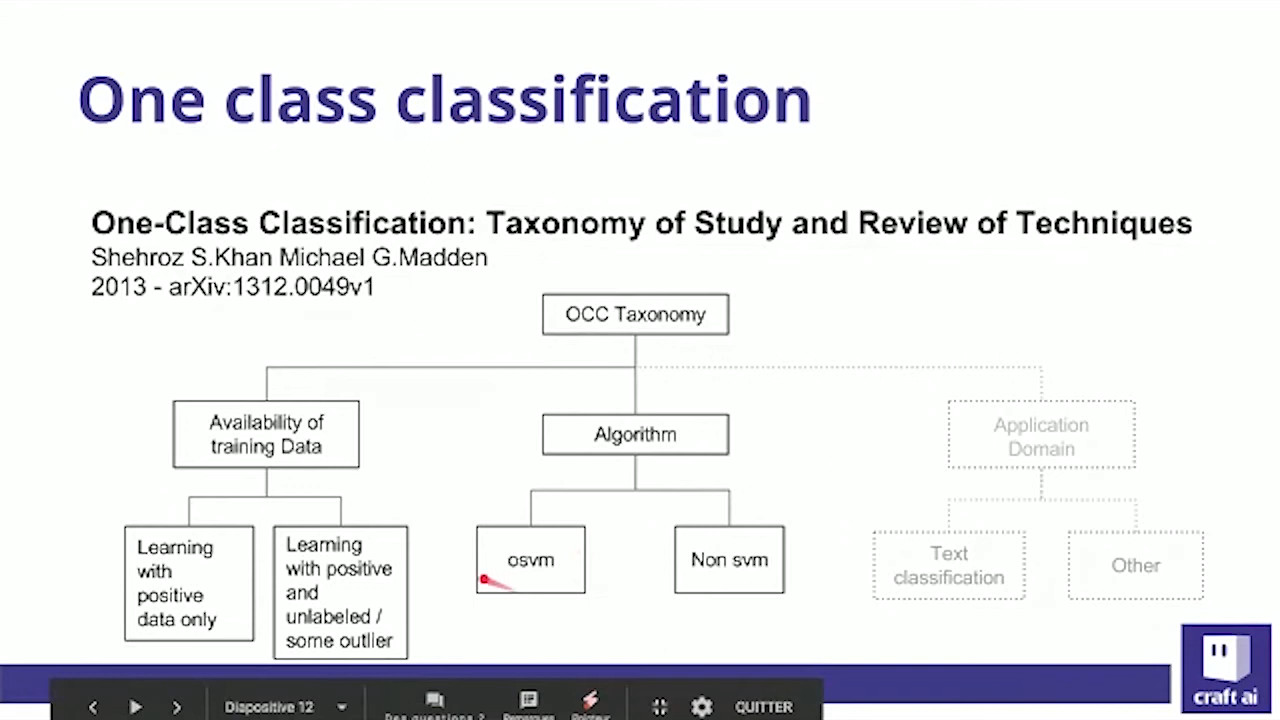 One class classification
One-Class Classification: Taxonomy of Study and Review of Techniques
Shehroz S.Khan Michael G.Madden
2013 - arXiv:1312.0049v1
OCC Taxonomy
Availability of
training Data
Algorithm
Application
Domain
Learning
with
positive
data only
Learning
with positive
and
unlabeled /
some outlier
osvm
Non svm
Text
classification
Other
craft ai
Diapositive 12
Des questions ?
Remarques
Pointeur
QUITTER